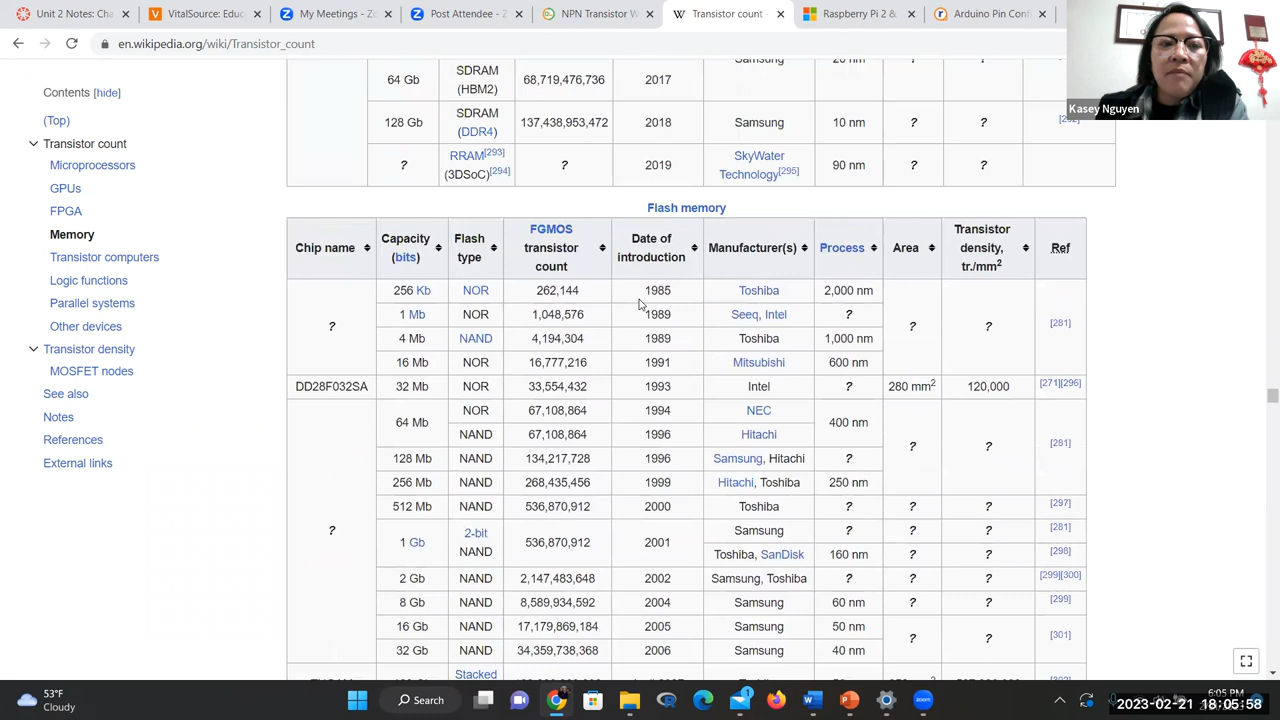 Unit 2 Notes: Cha
VitalSource: Educ
My Meetings - Zo
Post Attendee - Z
NPN Transistor W
Transistor count -
Raspberry Pi 2 &
Arduino Pin Confi
en.wikipedia.org/wiki/Transistor_count
Kasey Nguyen
Contents [hide]
(Top)
Transistor count
Microprocessors
GPUs
FPGA
Memory
Transistor computers
Logic functions
Parallel systems
Other devices
Transistor density
MOSFET nodes
See also
Notes
References
External links
64 Gb SDRAM (HBM2) 68,719,476,736 2017 Samsung 20 nm
128 Gb SDRAM (DDR4) 137,438,953,472 2018 Samsung 10 nm ? ?
? RRAM[293] (3DSoC)[294] ? 2019 SkyWater Technology[295] 90 nm ? ?
Flash memory
Chip name Capacity (bits) Flash type FGMOS transistor count Date of introduction Manufacturer(s) Process Area Transistor density, tr./mm2 Ref
? 256 Kb NOR 262,144 1985 Toshiba 2,000 nm ? ? [281]
1 Mb NOR 1,048,576 1989 Seeq, Intel ?
4 Mb NAND 4,194,304 1989 Toshiba 1,000 nm
16 Mb NOR 16,777,216 1991 Mitsubishi 600 nm
DD28F032SA 32 Mb NOR 33,554,432 1993 Intel ? 280 mm2 120,000 [271][296]
? 64 Mb NOR 67,108,864 1994 NEC 400 nm ? ? [281]
NAND 67,108,864 1996 Hitachi
128 Mb NAND 134,217,728 1996 Samsung, Hitachi ?
256 Mb NAND 268,435,456 1999 Hitachi, Toshiba 250 nm
512 Mb NAND 536,870,912 2000 Toshiba ? ? ? [297]
1 Gb 2-bit NAND 536,870,912 2001 Samsung ? ? ? [281]
Toshiba, SanDisk 160 nm ? ? [298]
2 Gb NAND 2,147,483,648 2002 Samsung, Toshiba ? ? ? [299][300]
8 Gb NAND 8,589,934,592 2004 Samsung 60 nm ? ? [299]
16 Gb NAND 17,179,869,184 2005 Samsung 50 nm ? ? [301]
32 Gb NAND 34,359,738,368 2006 Samsung 40 nm
Stacked
53°F
Cloudy
Search
6:05 PM
2023-02-21 18:05:58